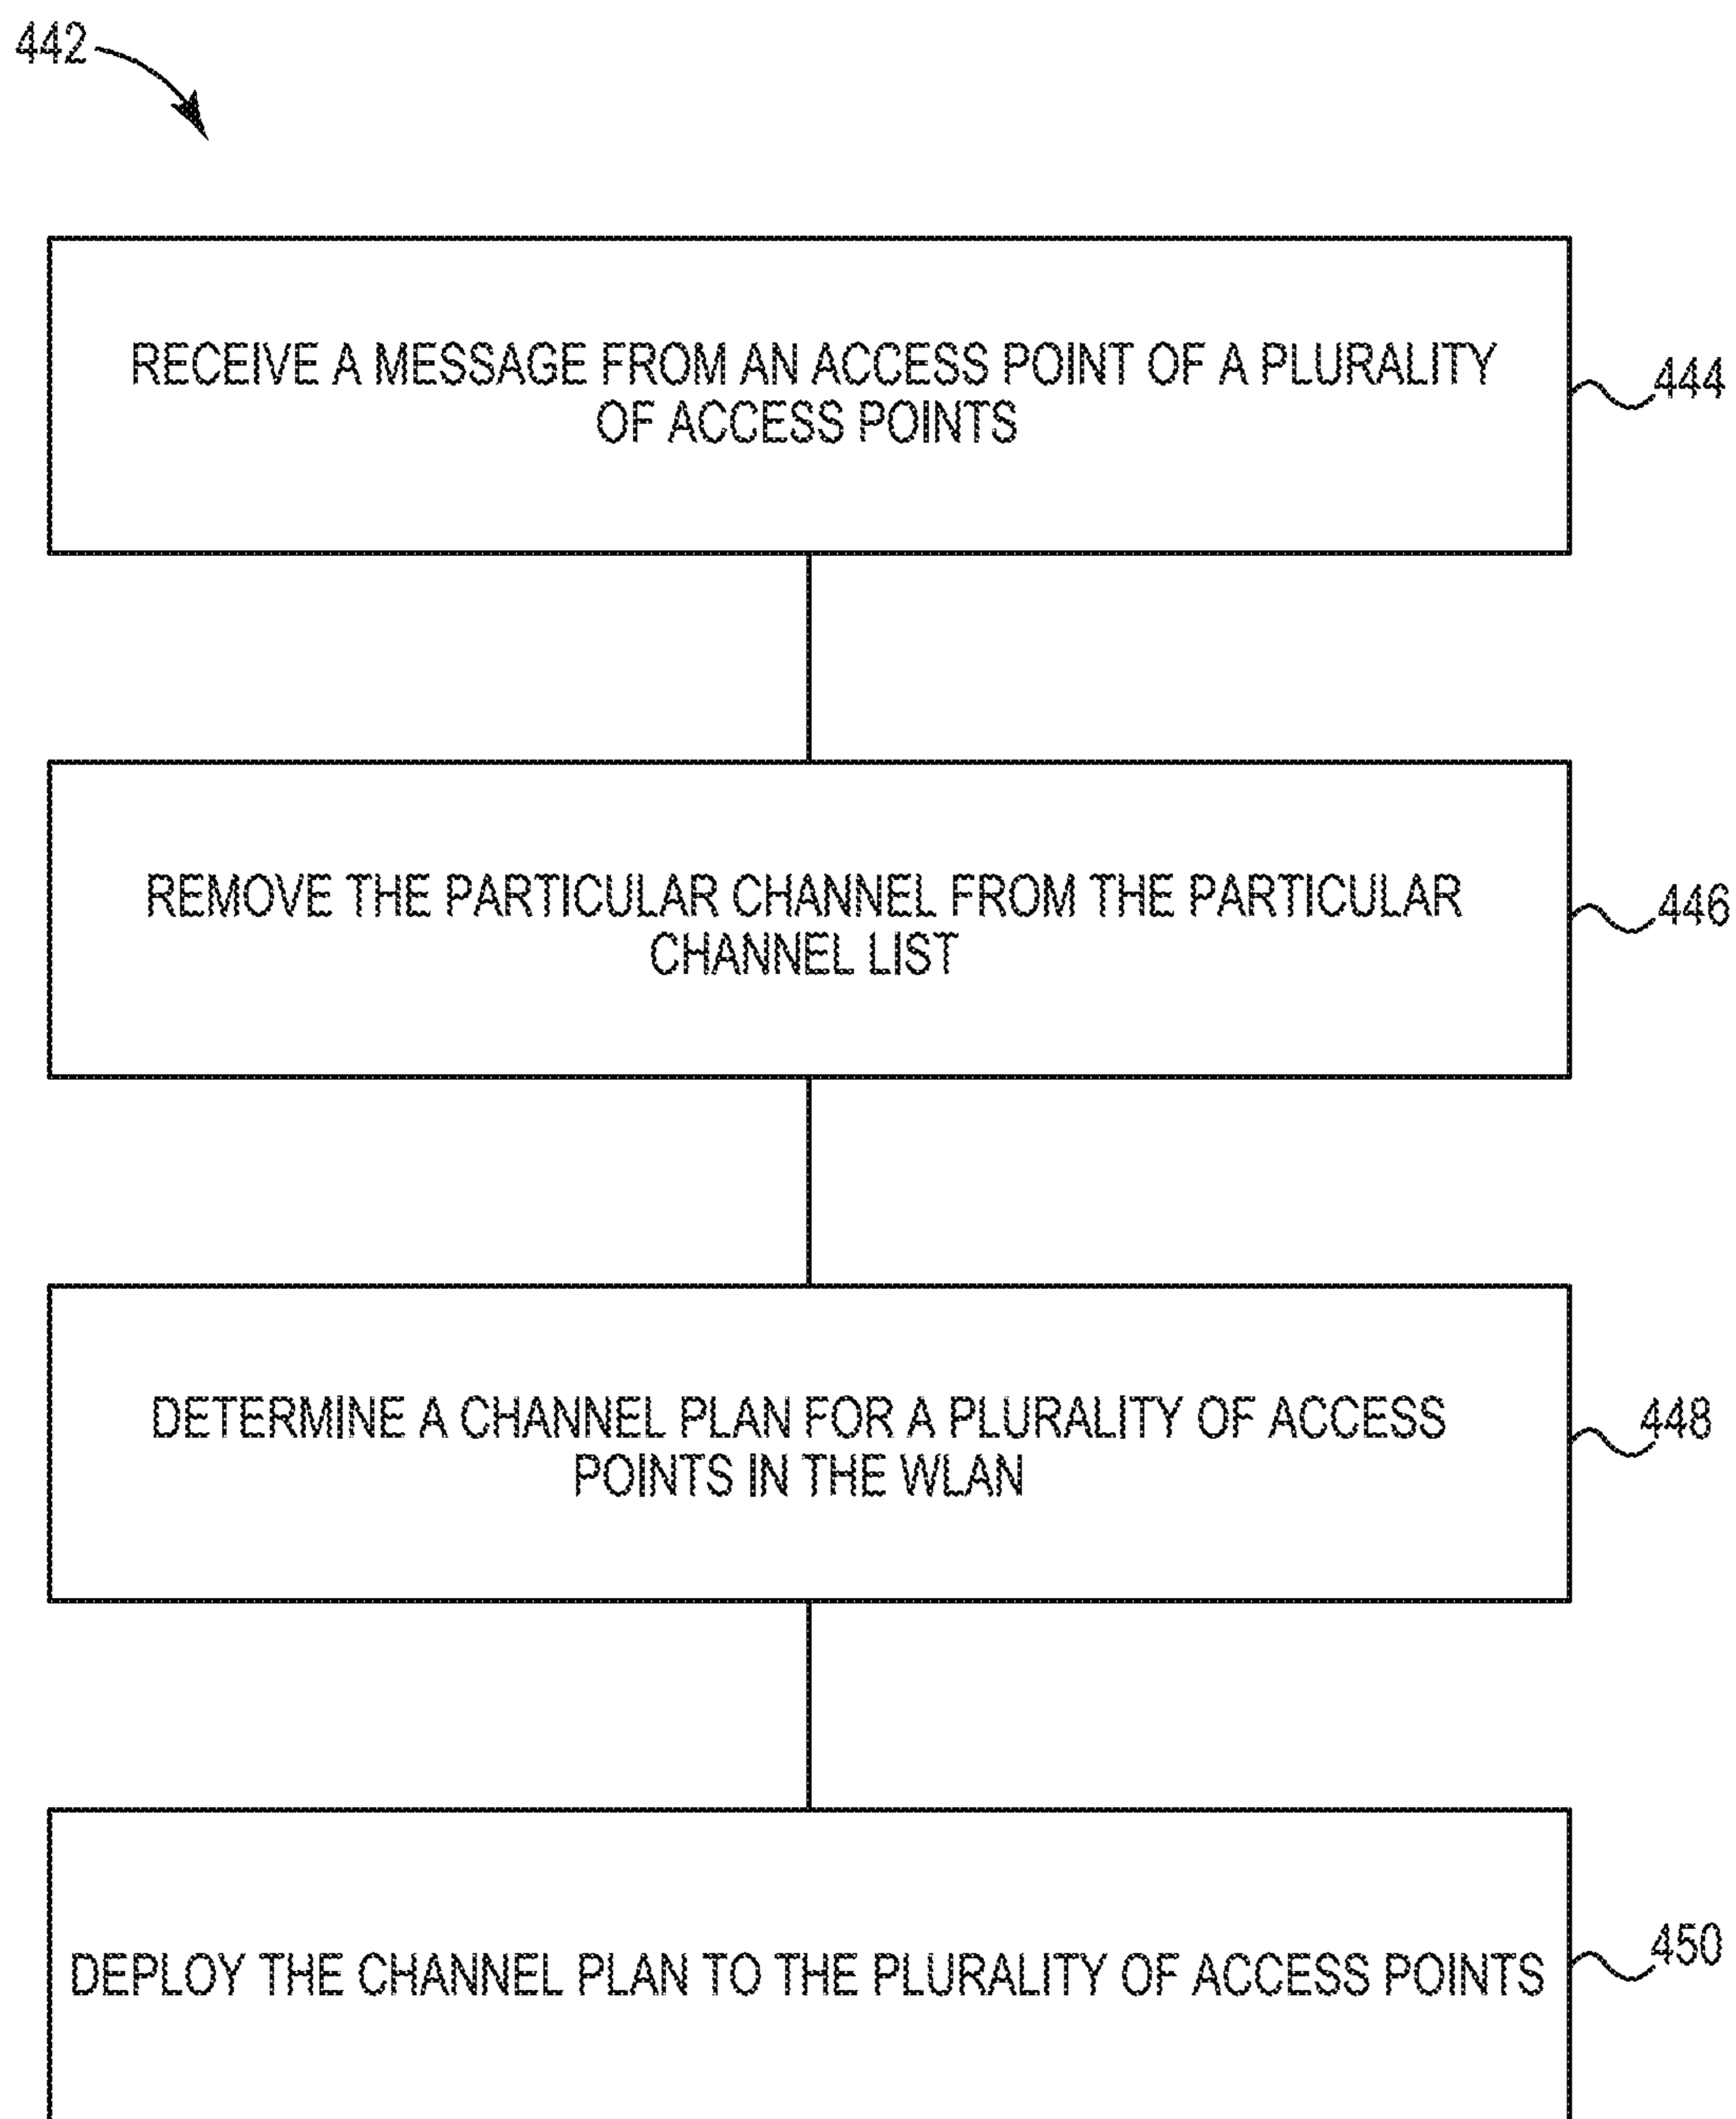 442
RECEIVE A MESSAGE FROM AN ACCESS POINT OF A PLURALITY
OF ACCESS POINTS
444
REMOVE THE PARTICULAR CHANNEL FROM THE PARTICULAR
CHANNEL LIST
446
DETERMINE A CHANNEL PLAN FOR A PLURALITY OF ACCESS
POINTS IN THE WLAN
448
DEPLOY THE CHANNEL PLAN TO THE PLURALITY OF ACCESS POINTS
450